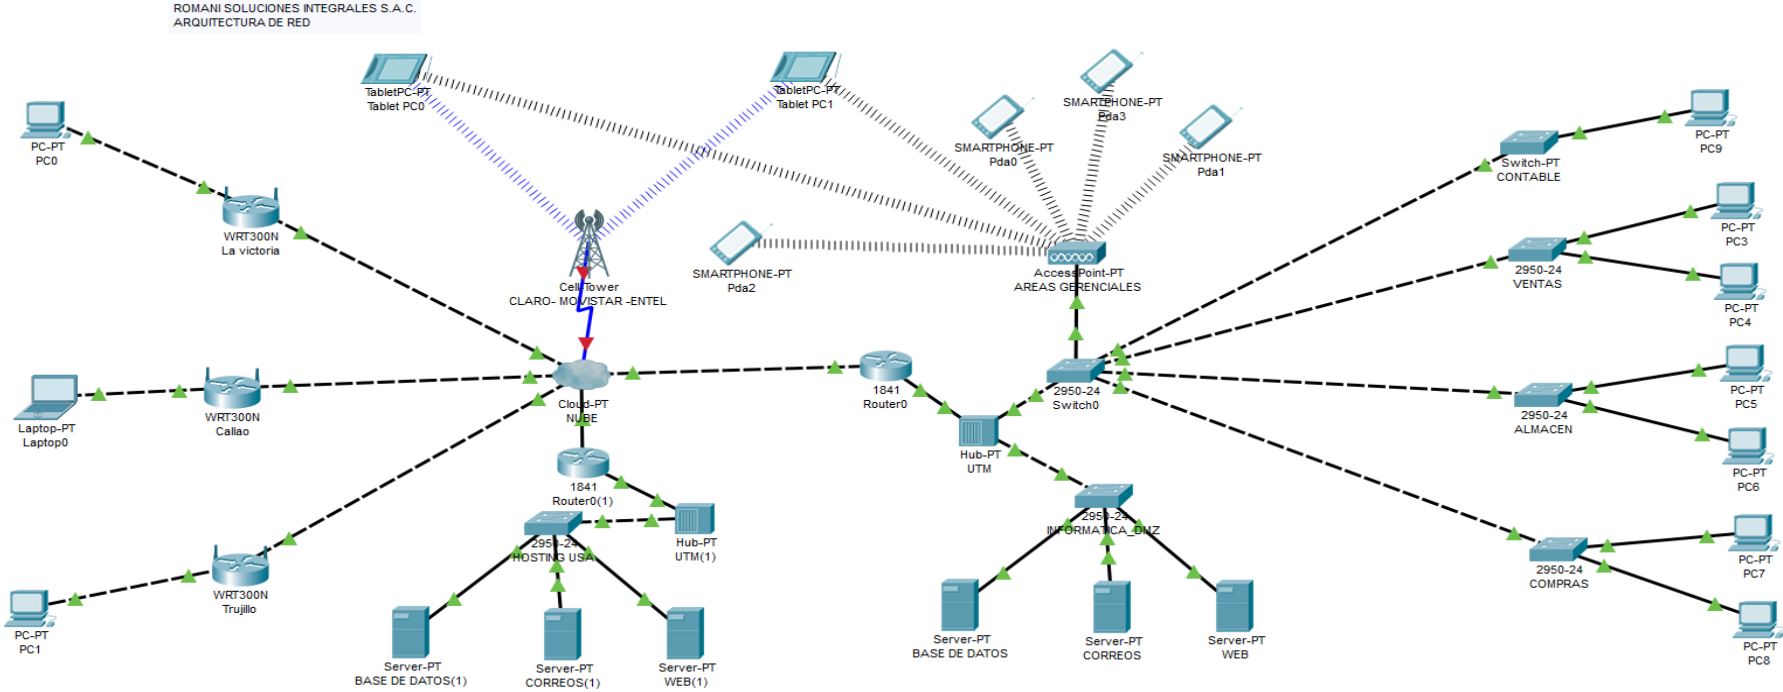 ROMANI SOLUCIONES INTEGRALES S.A.C.
ARQUITECTURA DE RED
TabletPC-PT
Tablet PC0
TabletPC-PT
Tablet PC1
SMARTPHONE-PT
Pda3
SMARTPHONE-PT
Pda0
SMARTPHONE-PT
Pda1
PC-PT
PC0
PC-PT
PC9
Switch-PT
CONTABLE
WRT300N
La victoria
SMARTPHONE-PT
Pda2
Cell-Tower
CLARO- MOVISTAR -ENTEL
AccessPoint-PT
AREAS GERENCIALES
2950-24
VENTAS
PC-PT
PC3
PC-PT
PC4
Laptop-PT
Laptop0
WRT300N
Callao
Cloud-PT
NUBE
1841
Router0
2950-24
Switch0
2950-24
ALMACEN
PC-PT
PC5
PC-PT
PC6
Hub-PT
UTM
1841
Router0(1)
2950-24
HOSTING USA
Hub-PT
UTM(1)
2950-24
INFORMATICA_DMZ
2950-24
COMPRAS
PC-PT
PC7
PC-PT
PC8
PC-PT
PC1
WRT300N
Trujillo
Server-PT
BASE DE DATOS(1)
Server-PT
CORREOS(1)
Server-PT
WEB(1)
Server-PT
BASE DE DATOS
Server-PT
CORREOS
Server-PT
WEB